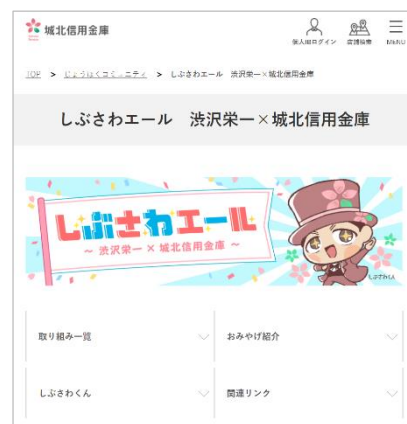 城北信用金庫
個人IBログイン 店舗検索 MENU
TOP > じょうほくコミュニティ > しぶさわエール 渋沢栄一×城北信用金庫
しぶさわエール 渋沢栄一×城北信用金庫
しぶさわエール
～ 渋沢栄一 × 城北信用金庫 ～
しぶさわくん
取り組み一覧
おみやげ紹介
しぶさわくん
関連リンク